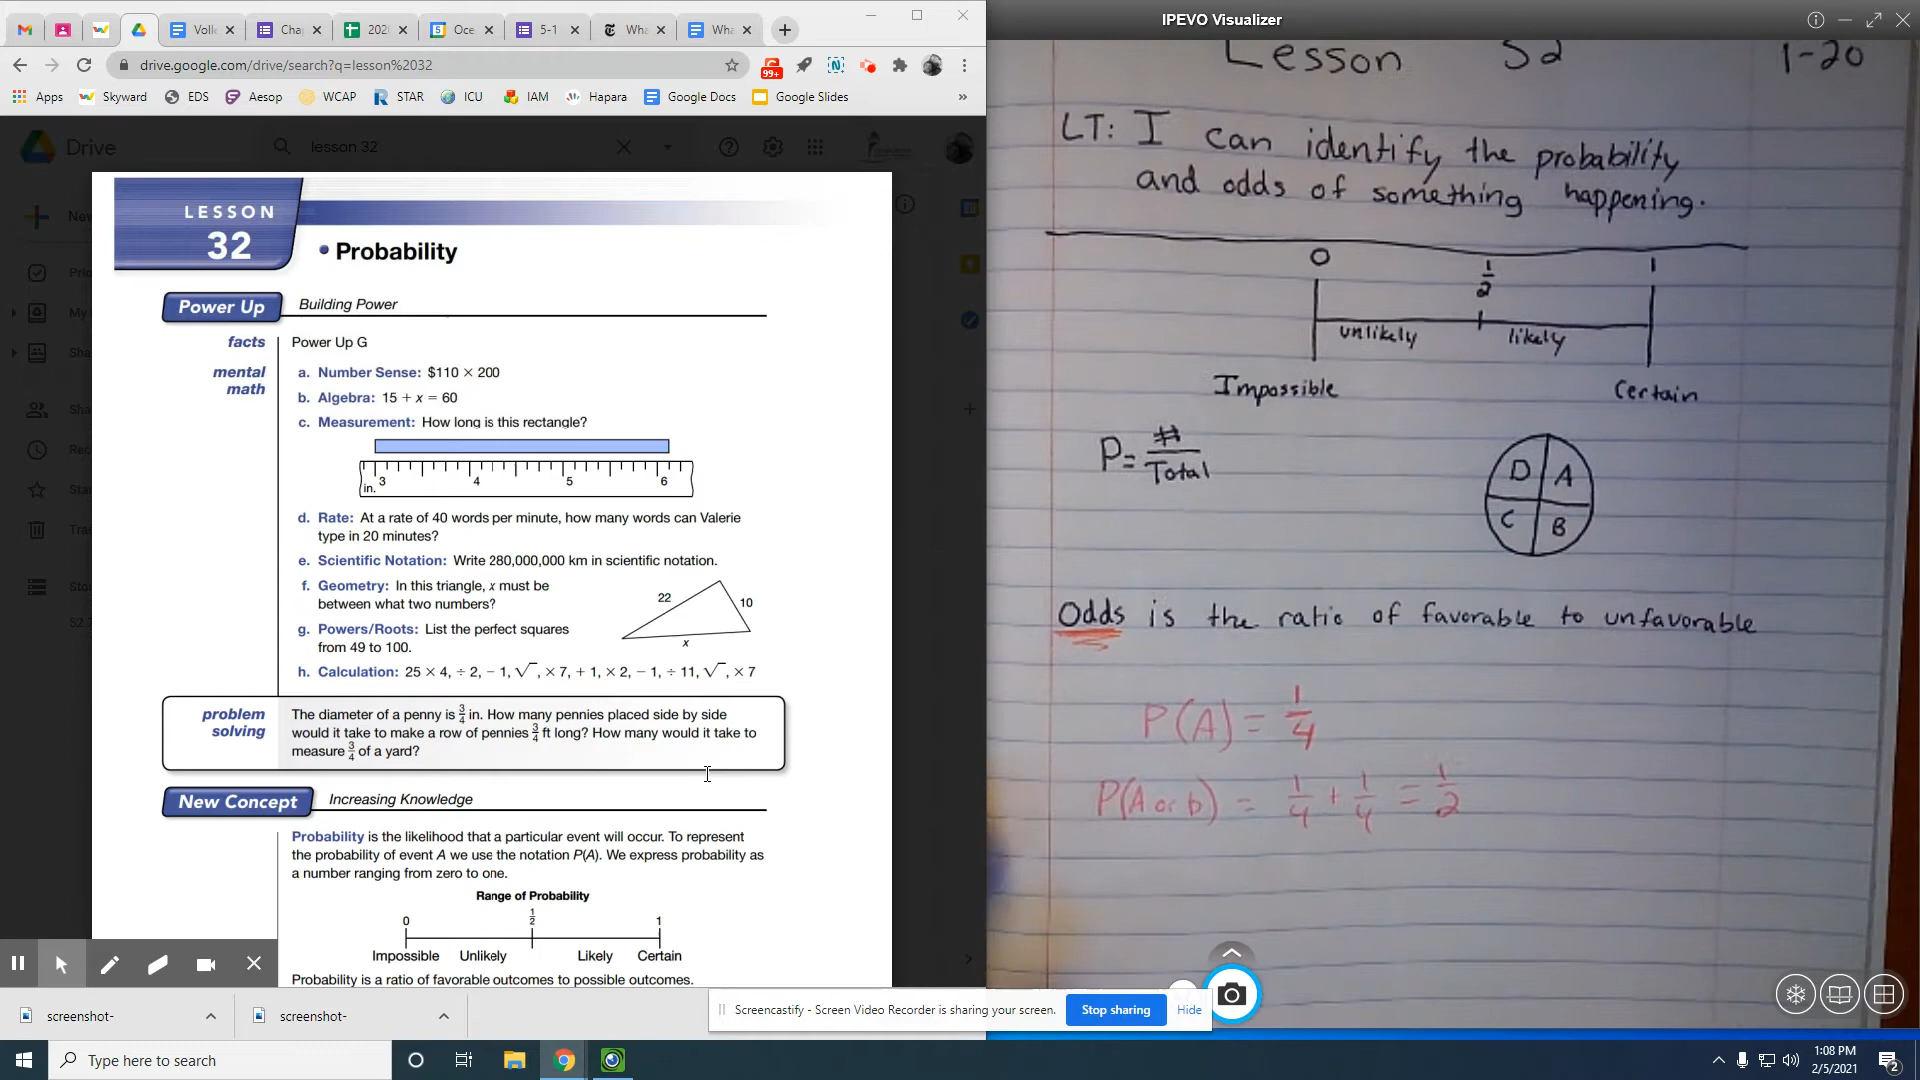 Volk
Cha
202
Oce
5-1
Wha
Wha
drive.google.com/drive/search?q=lesson%2032
99+
Apps
Skyward
EDS
Aesop
WCAP
STAR
ICU
IAM
Hapara
Google Docs
Google Slides
»
Drive
lesson 32
LESSON
32
• Probability
Power Up
Building Power
facts
Power Up G
mental
math
a. Number Sense: $110 × 200
b. Algebra: 15 + x = 60
c. Measurement: How long is this rectangle?
in. 3 4 5 6
d. Rate: At a rate of 40 words per minute, how many words can Valerie
type in 20 minutes?
e. Scientific Notation: Write 280,000,000 km in scientific notation.
f. Geometry: In this triangle, x must be
between what two numbers?
22
10
x
g. Powers/Roots: List the perfect squares
from 49 to 100.
h. Calculation: 25 × 4, ÷ 2, − 1, √‾, × 7, + 1, × 2, − 1, ÷ 11, √‾, × 7
problem
solving
The diameter of a penny is 3/4 in. How many pennies placed side by side
would it take to make a row of pennies 3/4 ft long? How many would it take to
measure 3/4 of a yard?
New Concept
Increasing Knowledge
Probability is the likelihood that a particular event will occur. To represent
the probability of event A we use the notation P(A). We express probability as
a number ranging from zero to one.
Range of Probability
0 1/2 1
Impossible Unlikely Likely Certain
Probability is a ratio of favorable outcomes to possible outcomes.
screenshot-
screenshot-
Screencastify - Screen Video Recorder is sharing your screen.
Stop sharing
Hide
IPEVO Visualizer
Lesson 32 1-20
LT: I can identify the probability
and odds of something happening.
0 1/2 1
unlikely likely
Impossible Certain
P= #/Total
D A
C B
Odds is the ratio of favorable to unfavorable
P(A) = 1/4
P(A or b) = 1/4 + 1/4 = 1/2
Type here to search
1:08 PM
2/5/2021
2